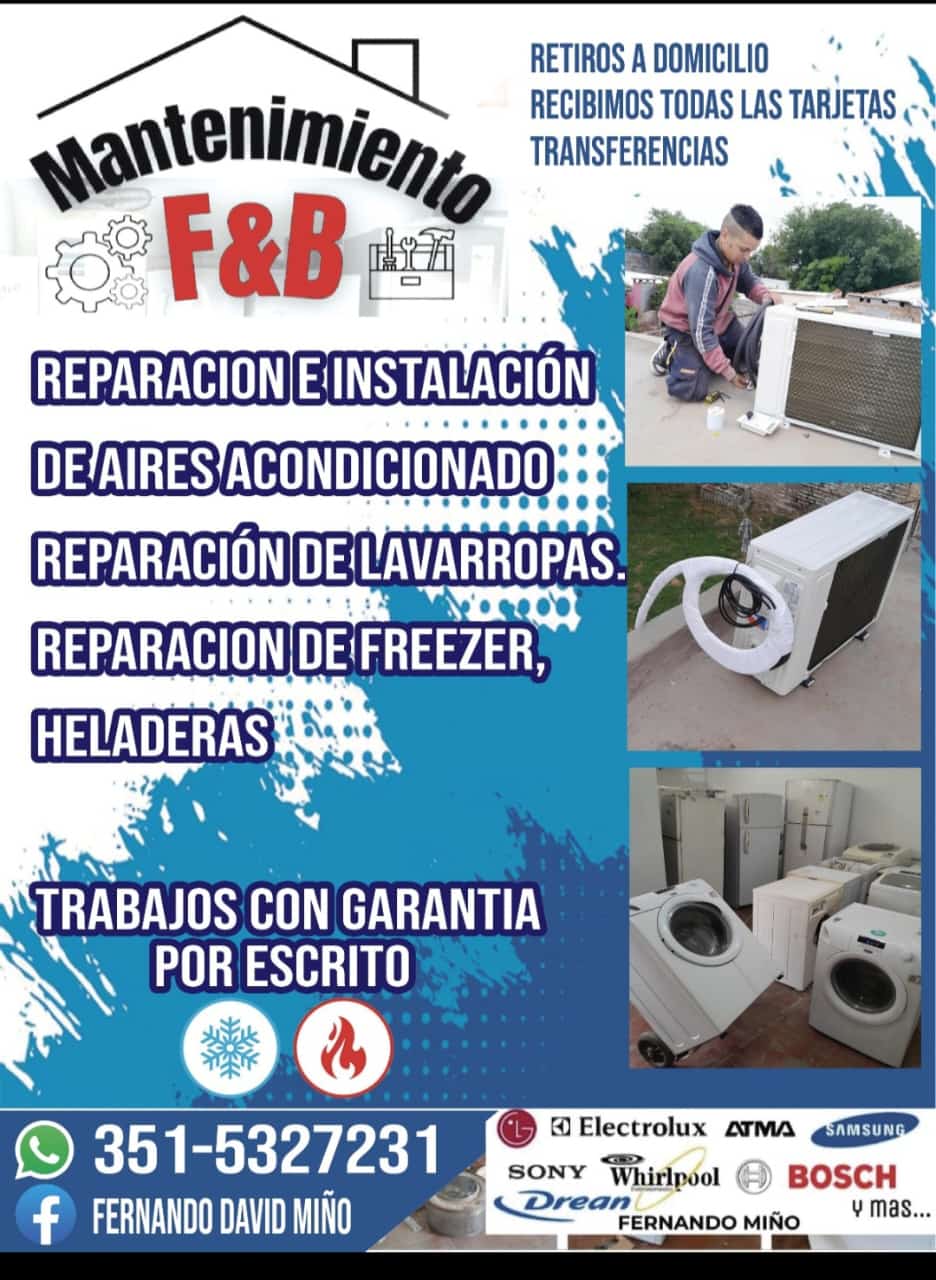 Mantenimiento
F&B
RETIROS A DOMICILIO
RECIBIMOS TODAS LAS TARJETAS
TRANSFERENCIAS
REPARACION E INSTALACIÓN
DE AIRES ACONDICIONADO
REPARACIÓN DE LAVARROPAS.
REPARACION DE FREEZER,
HELADERAS
TRABAJOS CON GARANTIA
POR ESCRITO
351-5327231
FERNANDO DAVID MIÑO
LG Electrolux ATMA SAMSUNG
SONY Whirlpool BOSCH
Drean y mas...
FERNANDO MIÑO